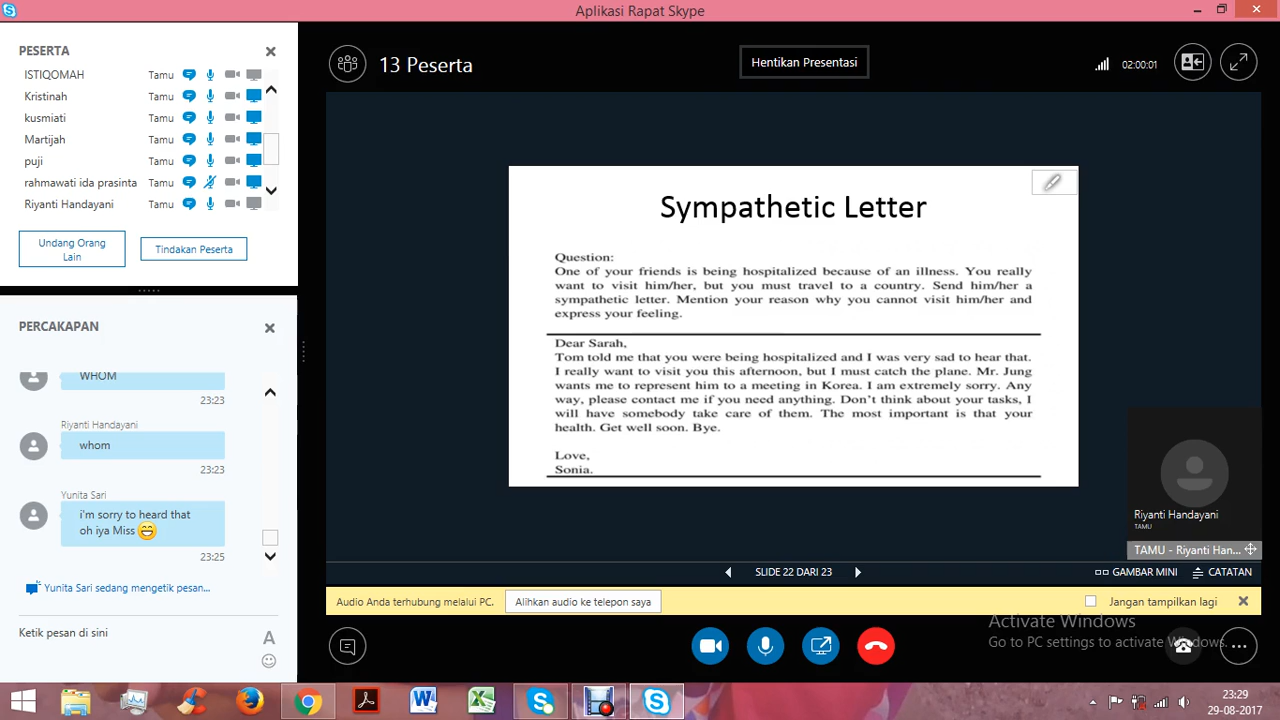 Aplikasi Rapat Skype
PESERTA
ISTIQOMAH Tamu
Kristinah Tamu
kusmiati Tamu
Martijah Tamu
puji Tamu
rahmawati ida prasinta Tamu
Riyanti Handayani Tamu
Undang Orang
Lain
Tindakan Peserta
PERCAKAPAN
WHOM
23:23
Riyanti Handayani
whom
23:23
Yunita Sari
i'm sorry to heard that
oh iya Miss
23:25
Yunita Sari sedang mengetik pesan...
Ketik pesan di sini
A
13 Peserta
Hentikan Presentasi
02:00:01
Sympathetic Letter
Question:
One of your friends is being hospitalized because of an illness. You really
want to visit him/her, but you must travel to a country. Send him/her a
sympathetic letter. Mention your reason why you cannot visit him/her and
express your feeling.
Dear Sarah,
Tom told me that you were being hospitalized and I was very sad to hear that.
I really want to visit you this afternoon, but I must catch the plane. Mr. Jung
wants me to represent him to a meeting in Korea. I am extremely sorry. Any
way, please contact me if you need anything. Don't think about your tasks, I
will have somebody take care of them. The most important is that your
health. Get well soon. Bye.
Love,
Sonia.
Riyanti Handayani
TAMU
TAMU - Riyanti Han...
SLIDE 22 DARI 23
GAMBAR MINI
CATATAN
Audio Anda terhubung melalui PC.
Alihkan audio ke telepon saya
Jangan tampilkan lagi
Activate Windows
Go to PC settings to activate Windows.
23:29
29-08-2017